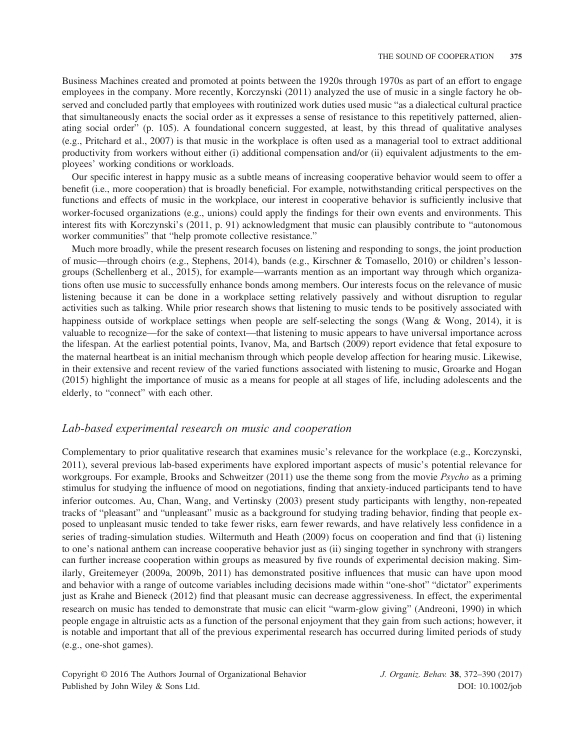 THE SOUND OF COOPERATION 375
Business Machines created and promoted at points between the 1920s through 1970s as part of an effort to engage
employees in the company. More recently, Korczynski (2011) analyzed the use of music in a single factory he ob-
served and concluded partly that employees with routinized work duties used music “as a dialectical cultural practice
that simultaneously enacts the social order as it expresses a sense of resistance to this repetitively patterned, alien-
ating social order” (p. 105). A foundational concern suggested, at least, by this thread of qualitative analyses
(e.g., Pritchard et al., 2007) is that music in the workplace is often used as a managerial tool to extract additional
productivity from workers without either (i) additional compensation and/or (ii) equivalent adjustments to the em-
ployees’ working conditions or workloads.
Our specific interest in happy music as a subtle means of increasing cooperative behavior would seem to offer a
benefit (i.e., more cooperation) that is broadly beneficial. For example, notwithstanding critical perspectives on the
functions and effects of music in the workplace, our interest in cooperative behavior is sufficiently inclusive that
worker-focused organizations (e.g., unions) could apply the findings for their own events and environments. This
interest fits with Korczynski’s (2011, p. 91) acknowledgment that music can plausibly contribute to “autonomous
worker communities” that “help promote collective resistance.”
Much more broadly, while the present research focuses on listening and responding to songs, the joint production
of music—through choirs (e.g., Stephens, 2014), bands (e.g., Kirschner & Tomasello, 2010) or children’s lesson-
groups (Schellenberg et al., 2015), for example—warrants mention as an important way through which organiza-
tions often use music to successfully enhance bonds among members. Our interests focus on the relevance of music
listening because it can be done in a workplace setting relatively passively and without disruption to regular
activities such as talking. While prior research shows that listening to music tends to be positively associated with
happiness outside of workplace settings when people are self-selecting the songs (Wang & Wong, 2014), it is
valuable to recognize—for the sake of context—that listening to music appears to have universal importance across
the lifespan. At the earliest potential points, Ivanov, Ma, and Bartsch (2009) report evidence that fetal exposure to
the maternal heartbeat is an initial mechanism through which people develop affection for hearing music. Likewise,
in their extensive and recent review of the varied functions associated with listening to music, Groarke and Hogan
(2015) highlight the importance of music as a means for people at all stages of life, including adolescents and the
elderly, to “connect” with each other.
Lab-based experimental research on music and cooperation
Complementary to prior qualitative research that examines music’s relevance for the workplace (e.g., Korczynski,
2011), several previous lab-based experiments have explored important aspects of music’s potential relevance for
workgroups. For example, Brooks and Schweitzer (2011) use the theme song from the movie Psycho as a priming
stimulus for studying the influence of mood on negotiations, finding that anxiety-induced participants tend to have
inferior outcomes. Au, Chan, Wang, and Vertinsky (2003) present study participants with lengthy, non-repeated
tracks of “pleasant” and “unpleasant” music as a background for studying trading behavior, finding that people ex-
posed to unpleasant music tended to take fewer risks, earn fewer rewards, and have relatively less confidence in a
series of trading-simulation studies. Wiltermuth and Heath (2009) focus on cooperation and find that (i) listening
to one’s national anthem can increase cooperative behavior just as (ii) singing together in synchrony with strangers
can further increase cooperation within groups as measured by five rounds of experimental decision making. Sim-
ilarly, Greitemeyer (2009a, 2009b, 2011) has demonstrated positive influences that music can have upon mood
and behavior with a range of outcome variables including decisions made within “one-shot” “dictator” experiments
just as Krahe and Bieneck (2012) find that pleasant music can decrease aggressiveness. In effect, the experimental
research on music has tended to demonstrate that music can elicit “warm-glow giving” (Andreoni, 1990) in which
people engage in altruistic acts as a function of the personal enjoyment that they gain from such actions; however, it
is notable and important that all of the previous experimental research has occurred during limited periods of study
(e.g., one-shot games).
Copyright © 2016 The Authors Journal of Organizational Behavior
Published by John Wiley & Sons Ltd.
J. Organiz. Behav. 38, 372–390 (2017)
DOI: 10.1002/job